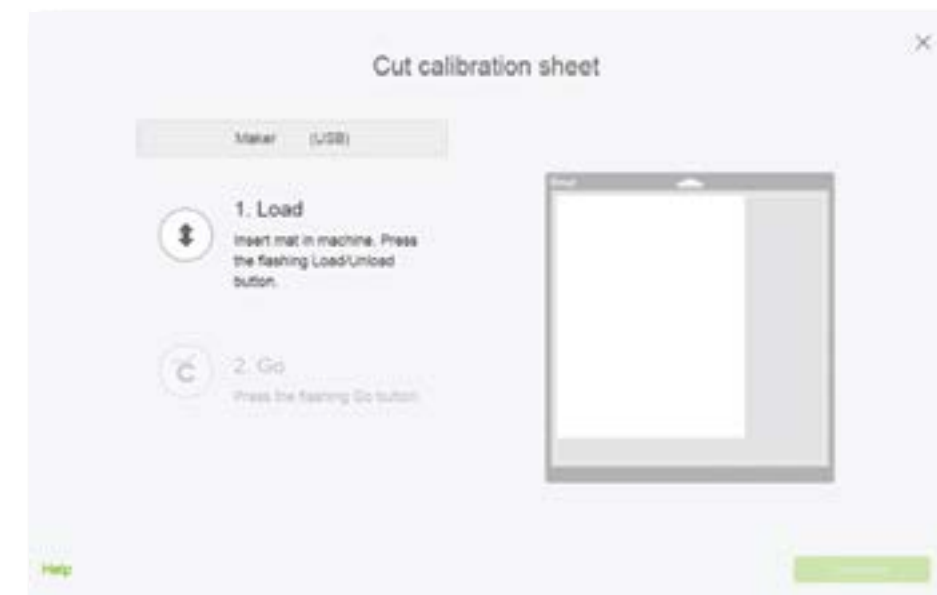 Cut calibration sheet
Maker (USB)
1. Load
Insert mat in machine. Press
the flashing Load/Unload
button.
2. Go
Press the flashing Go button.
Help